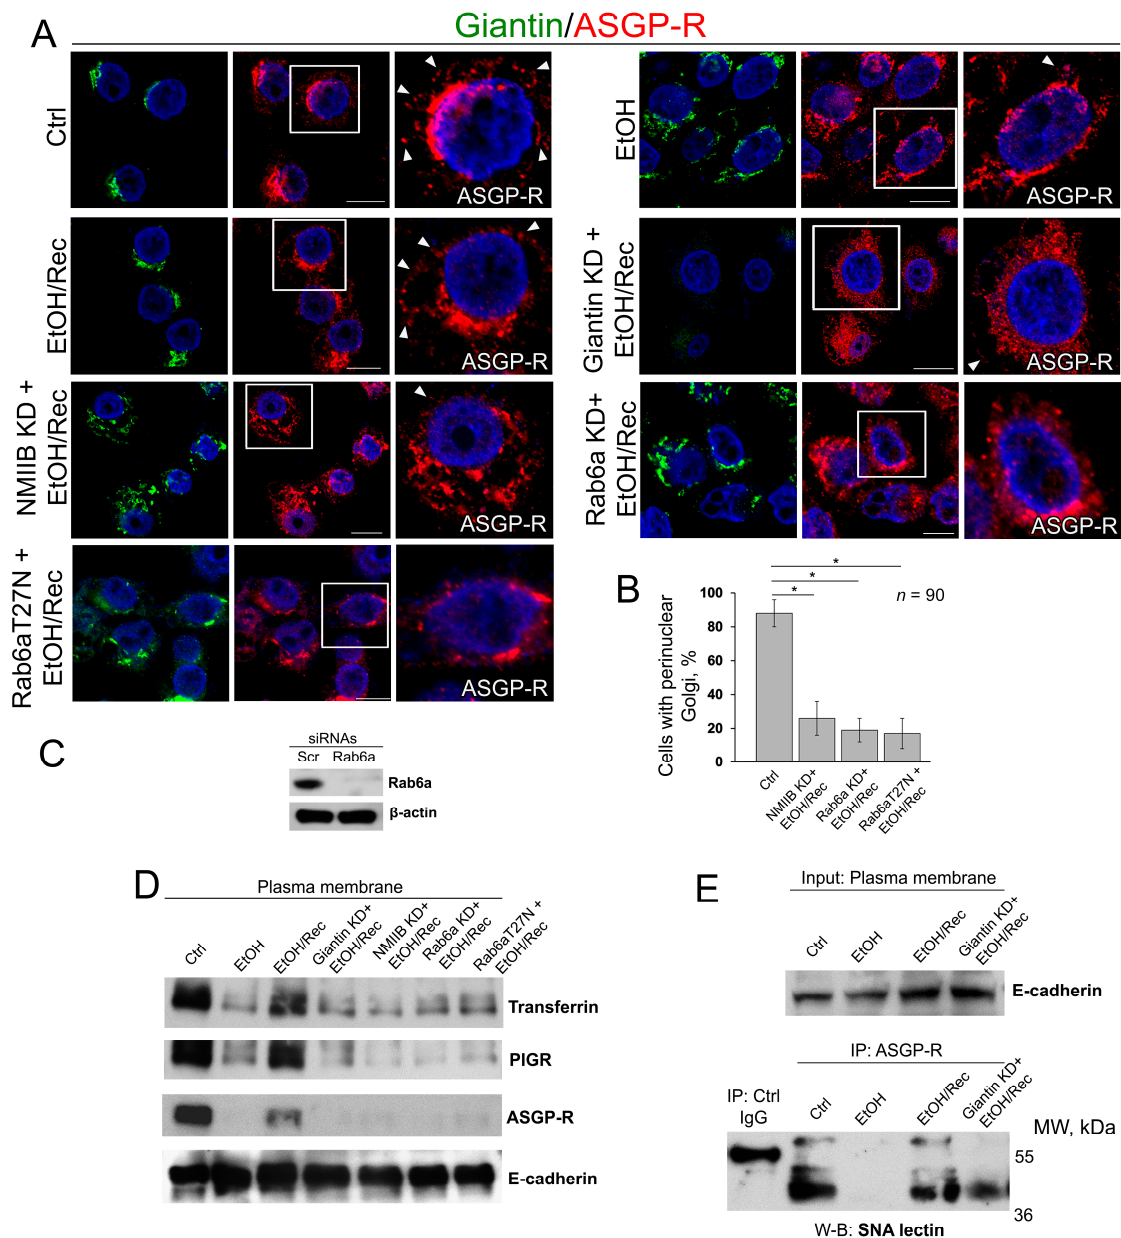 A
Giantin/ASGP-R
Ctrl
ASGP-R
EtOH
ASGP-R
EtOH/Rec
ASGP-R
Giantin KD +
EtOH/Rec
ASGP-R
NMIIB KD +
EtOH/Rec
ASGP-R
Rab6a KD+
EtOH/Rec
ASGP-R
Rab6aT27N +
EtOH/Rec
ASGP-R
B
Cells with perinuclear
Golgi, %
100
80
60
40
20
0
*
*
*
n = 90
Ctrl
NMIIB KD+
EtOH/Rec
Rab6a KD+
EtOH/Rec
Rab6aT27N +
EtOH/Rec
C
siRNAs
Scr Rab6a
Rab6a
β-actin
D
Plasma membrane
Ctrl
EtOH
EtOH/Rec
Giantin KD+
EtOH/Rec
NMIIB KD+
EtOH/Rec
Rab6a KD+
EtOH/Rec
Rab6aT27N +
EtOH/Rec
Transferrin
PIGR
ASGP-R
E-cadherin
E
Input: Plasma membrane
Ctrl
EtOH
EtOH/Rec
Giantin KD+
EtOH/Rec
E-cadherin
IP: ASGP-R
IP: Ctrl
IgG
Ctrl
EtOH
EtOH/Rec
Giantin KD+
EtOH/Rec
MW, kDa
55
36
W-B: SNA lectin